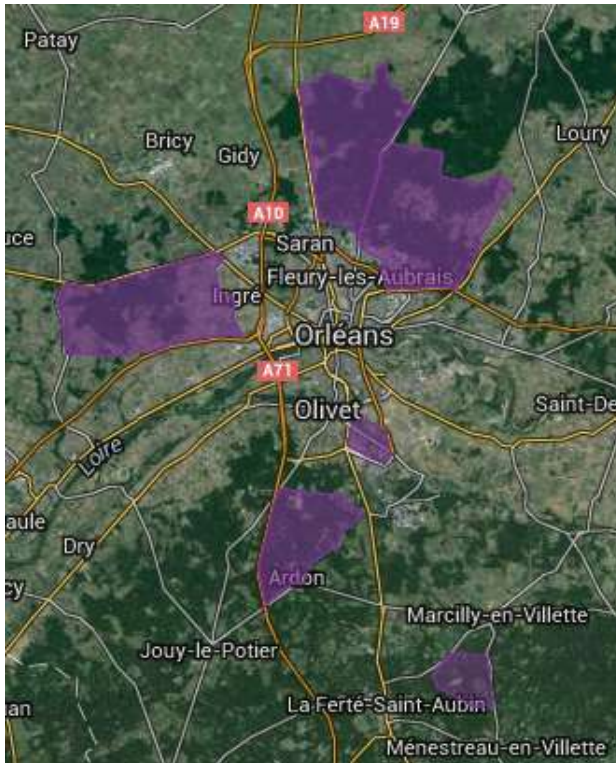 A19
Patay
Loury
Bricy
Gidy
A10
uce
Saran
Fleury-les-Aubrais
Ingré
Orléans
A71
Olivet
Saint-De
Loire
aule
Dry
Ardon
cy
Marcilly-en-Villette
Jouy-le-Potier
La Ferté-Saint-Aubin
nan
Ménestreau-en-Villette